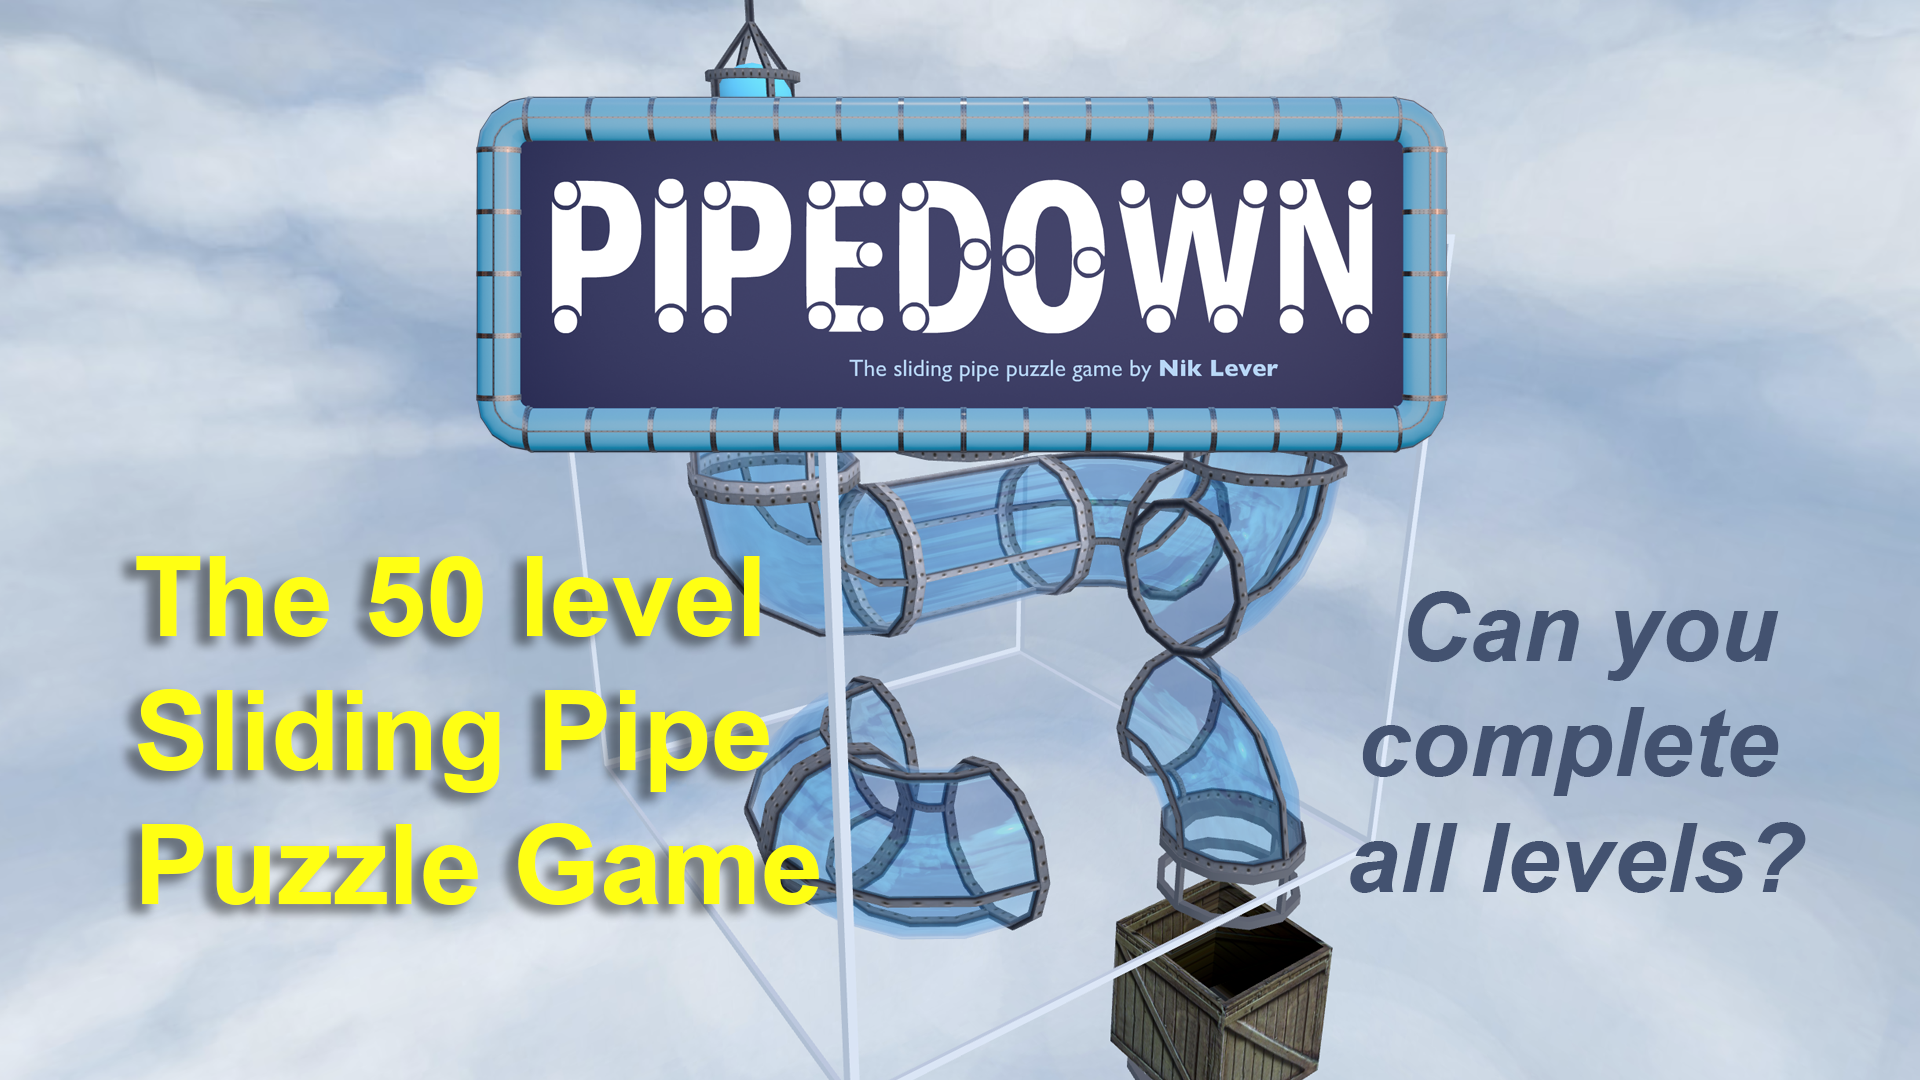 PIPEDOWN
The sliding pipe puzzle game by Nik Lever
The 50 level
Sliding Pipe
Puzzle Game
Can you
complete
all levels?